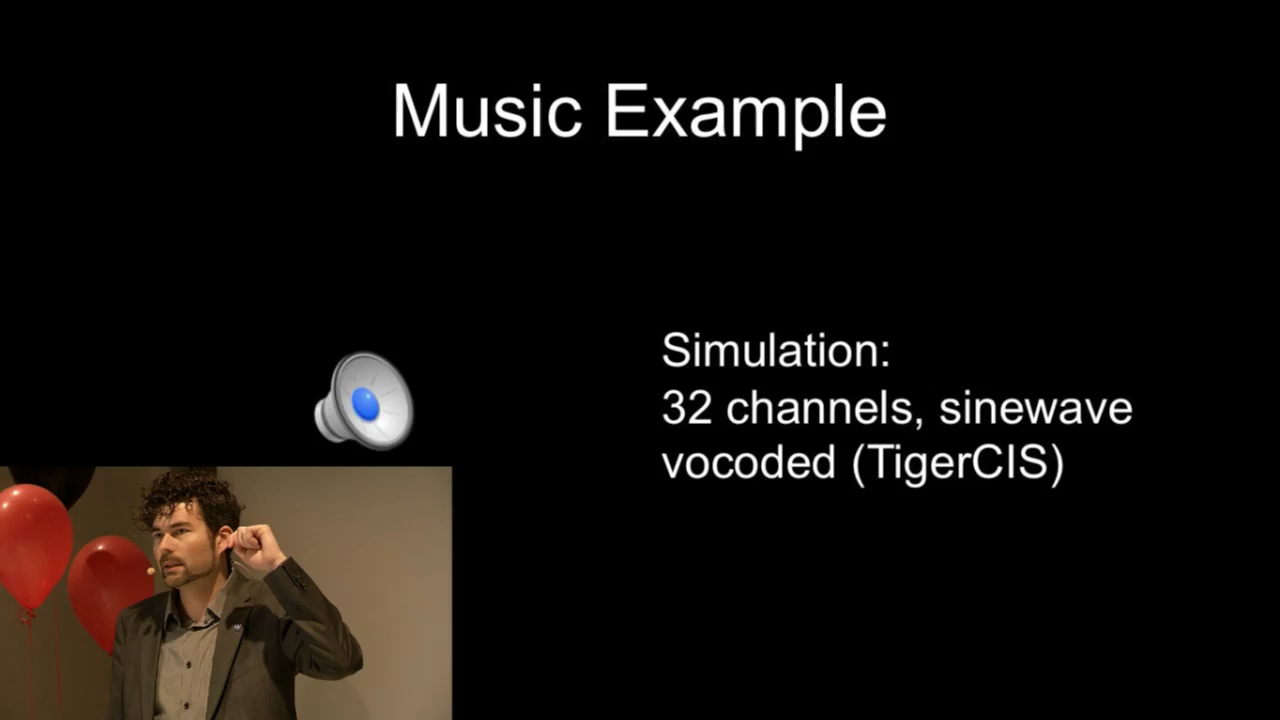 Music Example
Simulation:
32 channels, sinewave
vocoded (TigerCIS)